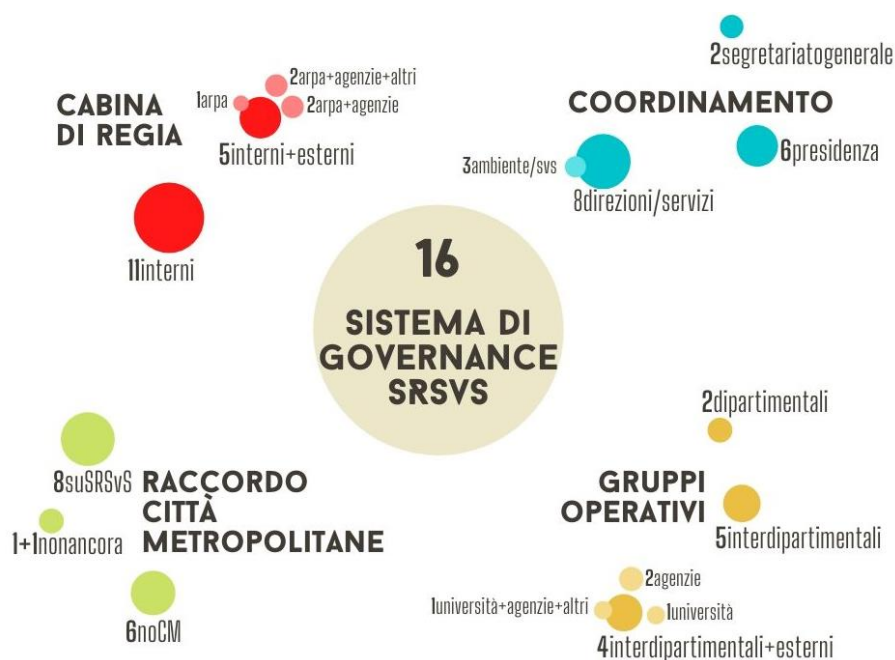 CABINA
DI REGIA
1arpa
2arpa+agenzie+altri
2arpa+agenzie
5interni+esterni
11interni
COORDINAMENTO
2segretariatogenerale
6presidenza
3ambiente/svs
8direzioni/servizi
16
SISTEMA DI
GOVERNANCE
SRSVS
8suSRSvS
RACCORDO
CITTÀ
METROPOLITANE
1+1nonancora
6noCM
GRUPPI
OPERATIVI
2dipartimentali
5interdipartimentali
2agenzie
1università+agenzie+altri
1università
4interdipartimentali+esterni